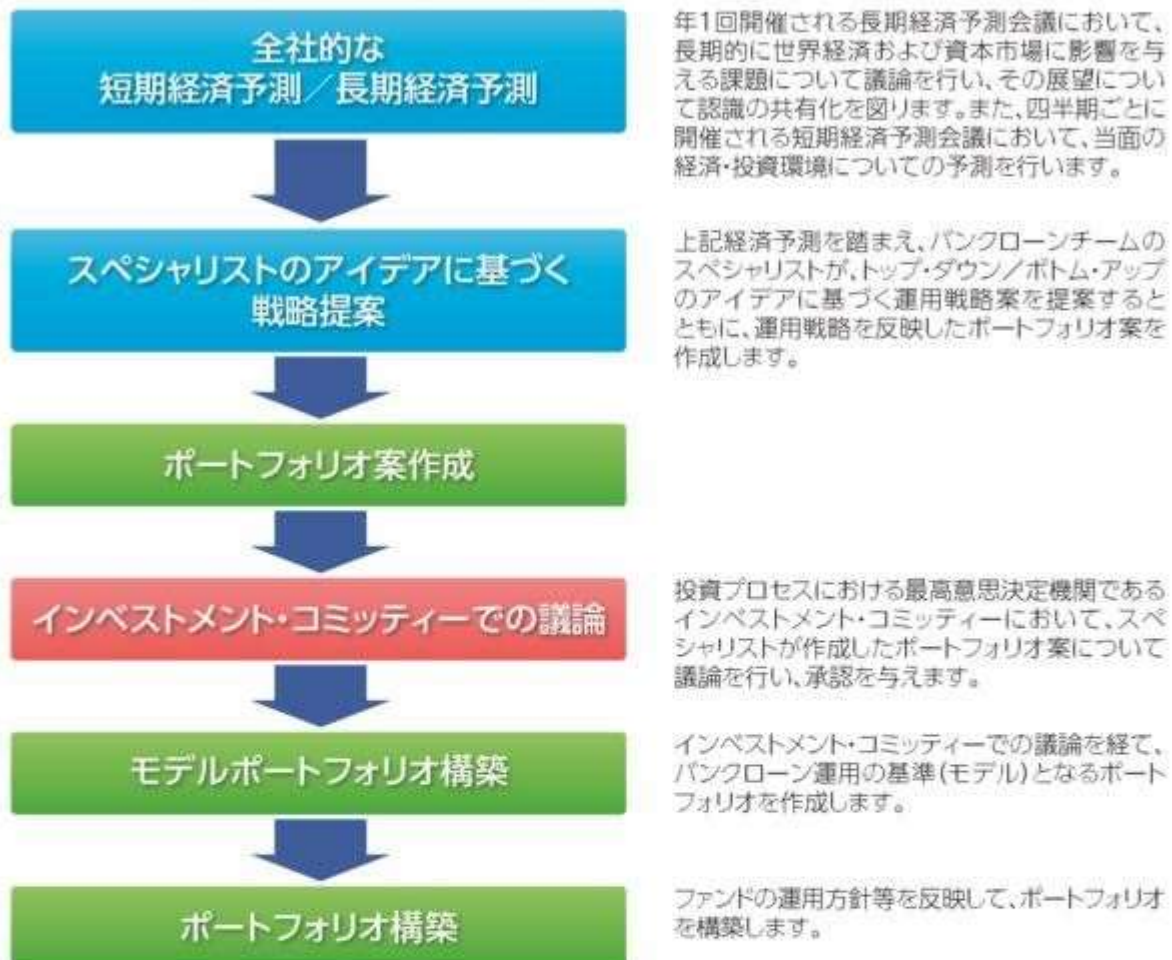 全社的な
短期経済予測／長期経済予測
年1回開催される長期経済予測会議において、
長期的に世界経済および資本市場に影響を与
える課題について議論を行い、その展望につい
て認識の共有化を図ります。また、四半期ごとに
開催される短期経済予測会議において、当面の
経済・投資環境についての予測を行います。
スペシャリストのアイデアに基づく
戦略提案
上記経済予測を踏まえ、バンクローンチームの
スペシャリストが、トップ・ダウン／ボトム・アップ
のアイデアに基づく運用戦略案を提案すると
ともに、運用戦略を反映したポートフォリオ案を
作成します。
ポートフォリオ案作成
インベストメント・コミッティーでの議論
投資プロセスにおける最高意思決定機関である
インベストメント・コミッティーにおいて、スペ
シャリストが作成したポートフォリオ案について
議論を行い、承認を与えます。
モデルポートフォリオ構築
インベストメント・コミッティーでの議論を経て、
バンクローン運用の基準(モデル)となるポート
フォリオを作成します。
ポートフォリオ構築
ファンドの運用方針等を反映して、ポートフォリオ
を構築します。